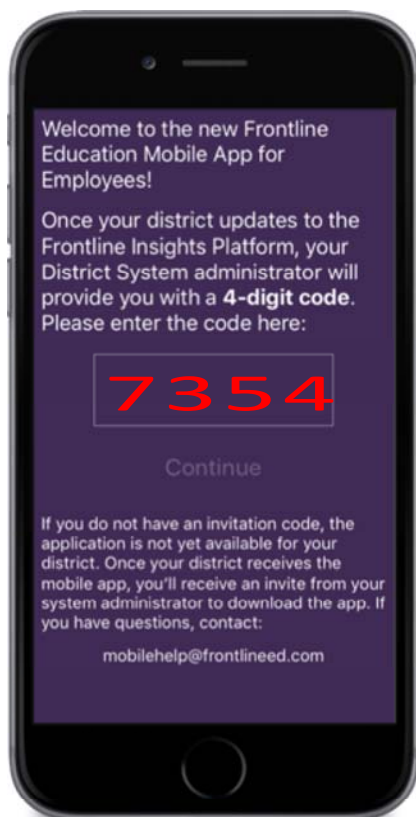 Welcome to the new Frontline
Education Mobile App for
Employees!
Once your district updates to the
Frontline Insights Platform, your
District System administrator will
provide you with a 4-digit code.
Please enter the code here:
7354
Continue
If you do not have an invitation code, the
application is not yet available for your
district. Once your district receives the
mobile app, you'll receive an invite from your
system administrator to download the app. If
you have questions, contact:
mobilehelp@frontlineed.com